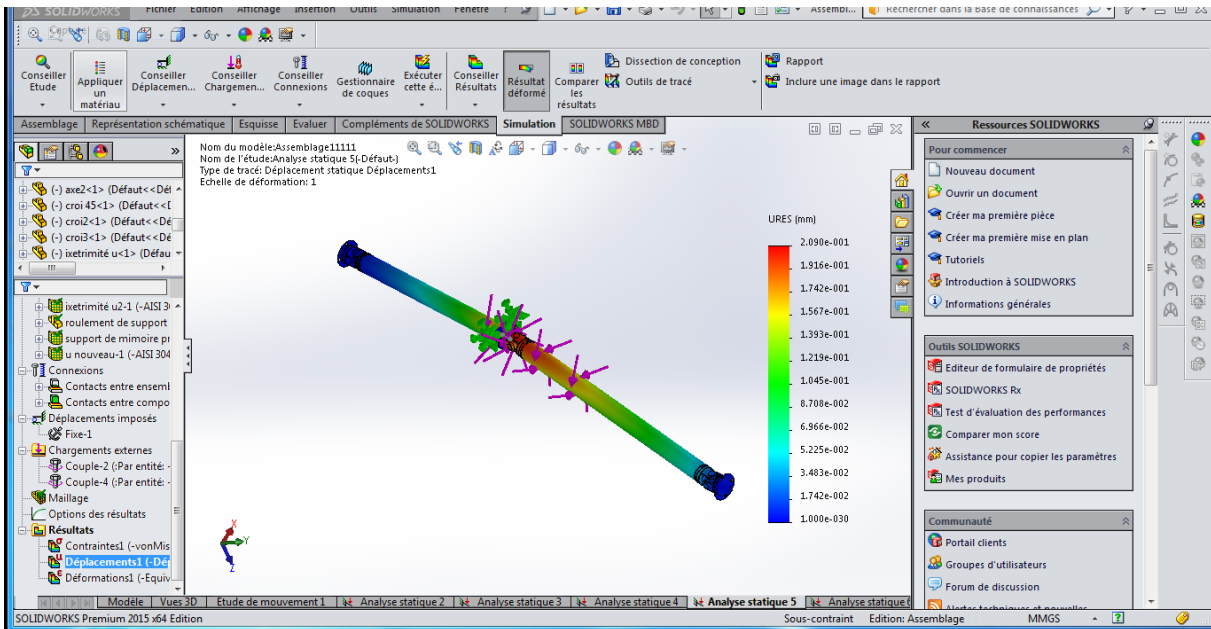 SOLIDWORKS Fichier Edition Affichage Insertion Outils Simulation Fenêtre ? Assembl... Rechercher dans la Base de connaissances
Conseiller Etude
Appliquer un matériau
Conseiller Déplacemen...
Conseiller Chargemen...
Conseiller Connexions
Gestionnaire de coques
Exécuter cette é...
Conseiller Résultats
Résultat déformé
Comparer les résultats
Dissection de conception
Outils de tracé
Rapport
Inclure une image dans le rapport
Assemblage Représentation schématique Esquisse Evaluer Compléments de SOLIDWORKS Simulation SOLIDWORKS MBD
(-) axe2<1> (Défaut<<Déf
(-) croi 45<1> (Défaut<<D
(-) croi2<1> (Défaut<<Dé
(-) croi3<1> (Défaut<<Dé
(-) ixetrimité u<1> (Défau
ixetrimité u2-1 (-AISI 3
roulement de support
support de mimoire pr
u nouveau-1 (-AISI 304
Connexions
Contacts entre ensem
Contacts entre compo
Déplacements imposés
Fixe-1
Chargements externes
Couple-2 (:Par entité: -
Couple-4 (:Par entité: -
Maillage
Options des résultats
Résultats
Contraintes1 (-vonMis
Déplacements1 (-Dé
Déformations1 (-Equiv
Nom du modèle:Assemblage11111
Nom de l'étude:Analyse statique 5(-Défaut-)
Type de tracé: Déplacement statique Déplacements1
Echelle de déformation: 1
URES (mm)
2.090e-001
1.916e-001
1.742e-001
1.567e-001
1.393e-001
1.219e-001
1.045e-001
8.708e-002
6.966e-002
5.225e-002
3.483e-002
1.742e-002
1.000e-030
X
Y
Z
Ressources SOLIDWORKS
Pour commencer
Nouveau document
Ouvrir un document
Créer ma première pièce
Créer ma première mise en plan
Tutoriels
Introduction à SOLIDWORKS
Informations générales
Outils SOLIDWORKS
Editeur de formulaire de propriétés
SOLIDWORKS Rx
Test d'évaluation des performances
Comparer mon score
Assistance pour copier les paramètres
Mes produits
Communauté
Portail clients
Groupes d'utilisateurs
Forum de discussion
Alertes techniques et nouvelles
Modèle Vues 3D Etude de mouvement 1 Analyse statique 2 Analyse statique 3 Analyse statique 4 Analyse statique 5 Analyse statique 6
SOLIDWORKS Premium 2015 x64 Edition Sous-contraint Edition: Assemblage MMGS